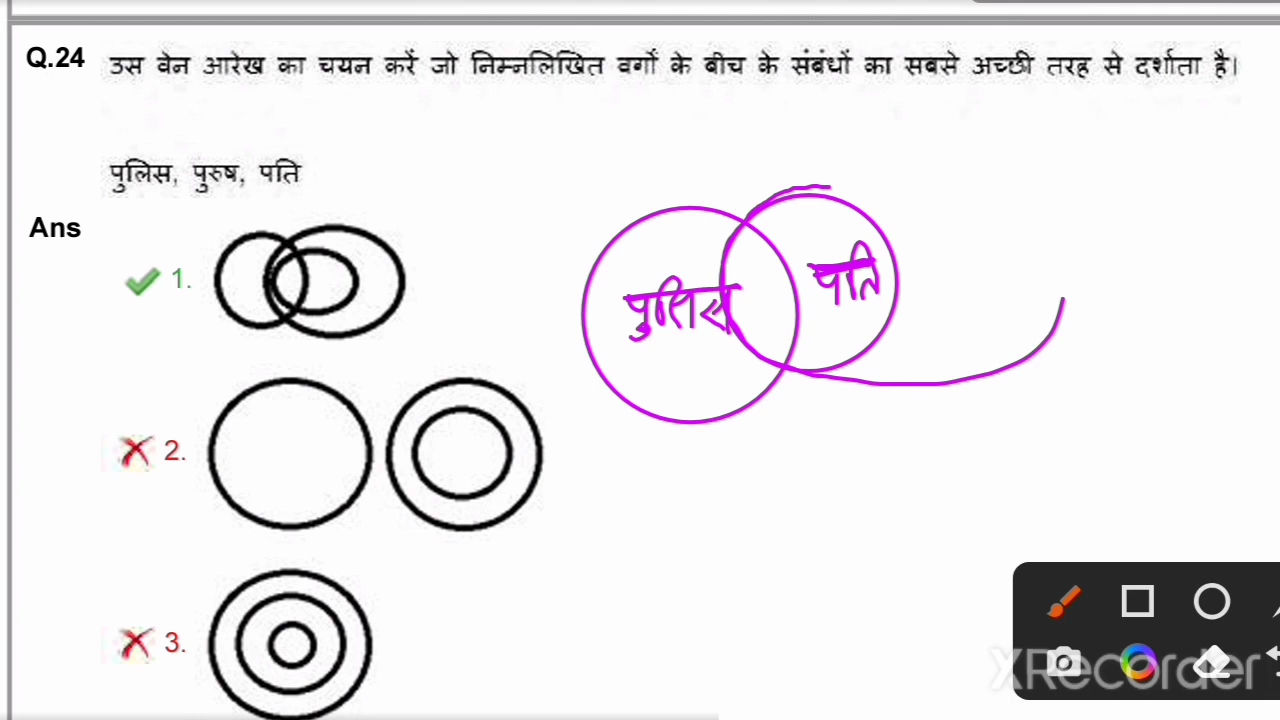 Q.24 उस वेन आरेख का चयन करें जो निम्नलिखित वर्गों के बीच के संबंधों का सबसे अच्छी तरह से दर्शाता है।
पुलिस, पुरुष, पति
Ans
1.
पुलिस पति
2.
3.
XRecorder